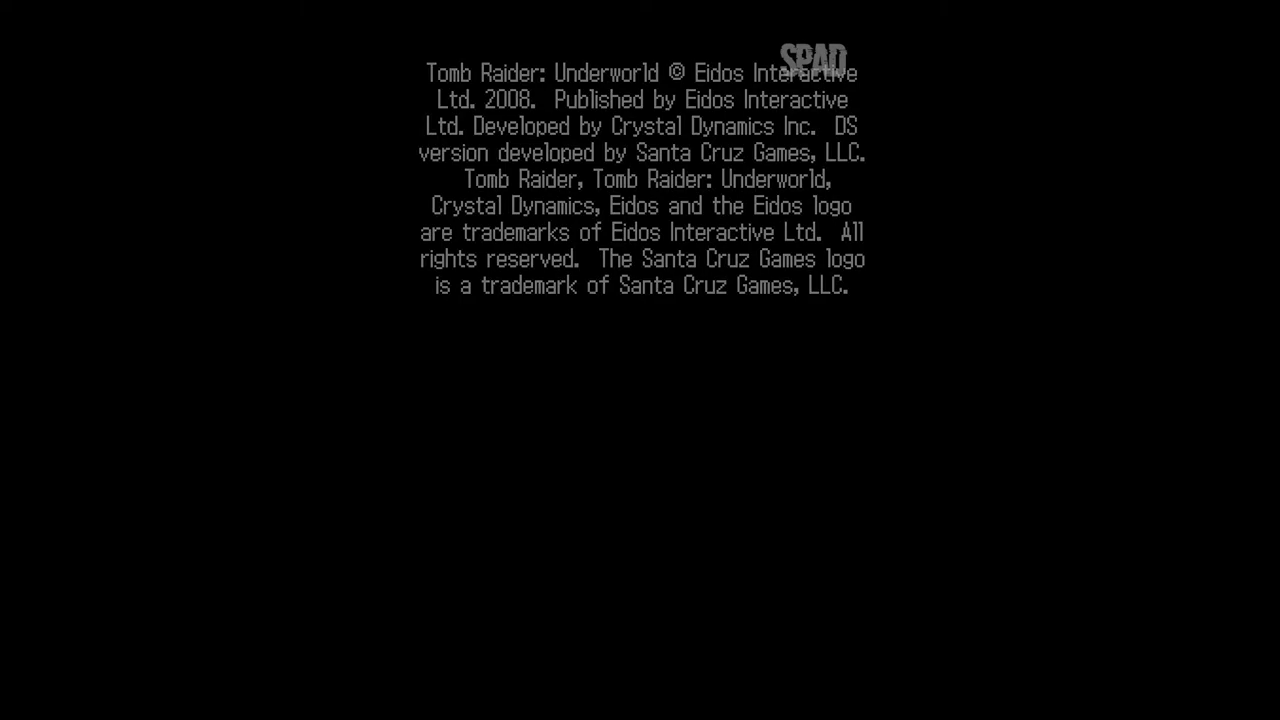 SPAD
Tomb Raider: Underworld © Eidos Interactive
Ltd. 2008.  Published by Eidos Interactive
Ltd. Developed by Crystal Dynamics Inc.  DS
version developed by Santa Cruz Games, LLC.
Tomb Raider, Tomb Raider: Underworld,
Crystal Dynamics, Eidos and the Eidos logo
are trademarks of Eidos Interactive Ltd.  All
rights reserved.  The Santa Cruz Games logo
is a trademark of Santa Cruz Games, LLC.